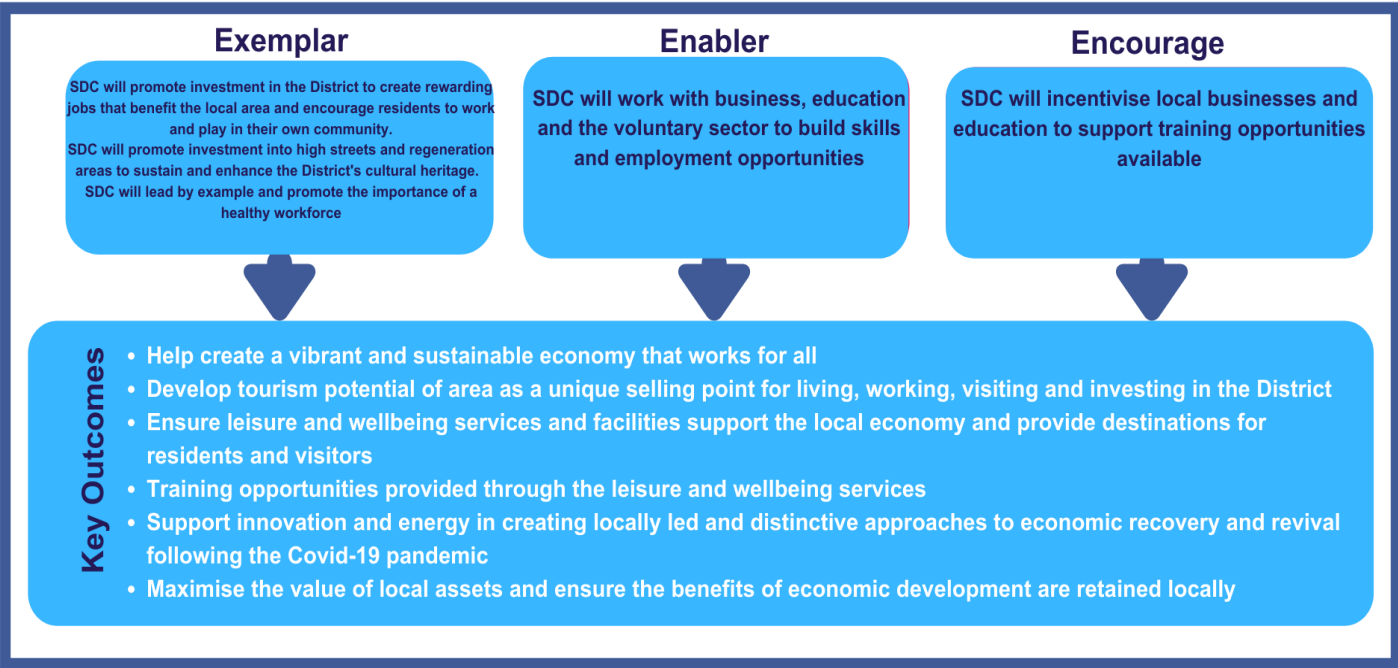 Exemplar
SDC will promote investment in the District to create rewarding
jobs that benefit the local area and encourage residents to work
and play in their own community.
SDC will promote investment into high streets and regeneration
areas to sustain and enhance the District's cultural heritage.
SDC will lead by example and promote the importance of a
healthy workforce
Enabler
SDC will work with business, education
and the voluntary sector to build skills
and employment opportunities
Encourage
SDC will incentivise local businesses and
education to support training opportunities
available
Key Outcomes
• Help create a vibrant and sustainable economy that works for all
• Develop tourism potential of area as a unique selling point for living, working, visiting and investing in the District
• Ensure leisure and wellbeing services and facilities support the local economy and provide destinations for
residents and visitors
• Training opportunities provided through the leisure and wellbeing services
• Support innovation and energy in creating locally led and distinctive approaches to economic recovery and revival
following the Covid-19 pandemic
• Maximise the value of local assets and ensure the benefits of economic development are retained locally